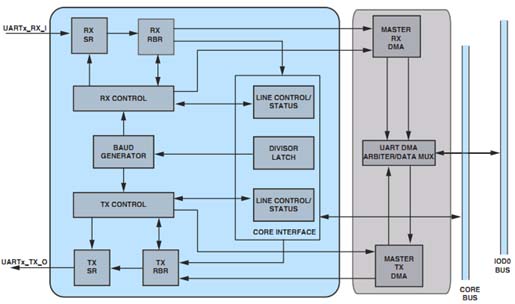 UARTx_RX_I
RX
SR
RX
RBR
MASTER
RX
DMA
RX CONTROL
LINE CONTROL/
STATUS
BAUD
GENERATOR
DIVISOR
LATCH
UART DMA
ARBITER/DATA MUX
TX CONTROL
LINE CONTROL/
STATUS
CORE INTERFACE
UARTx_TX_O
TX
SR
TX
RBR
MASTER
TX
DMA
CORE
BUS
IOD0
BUS